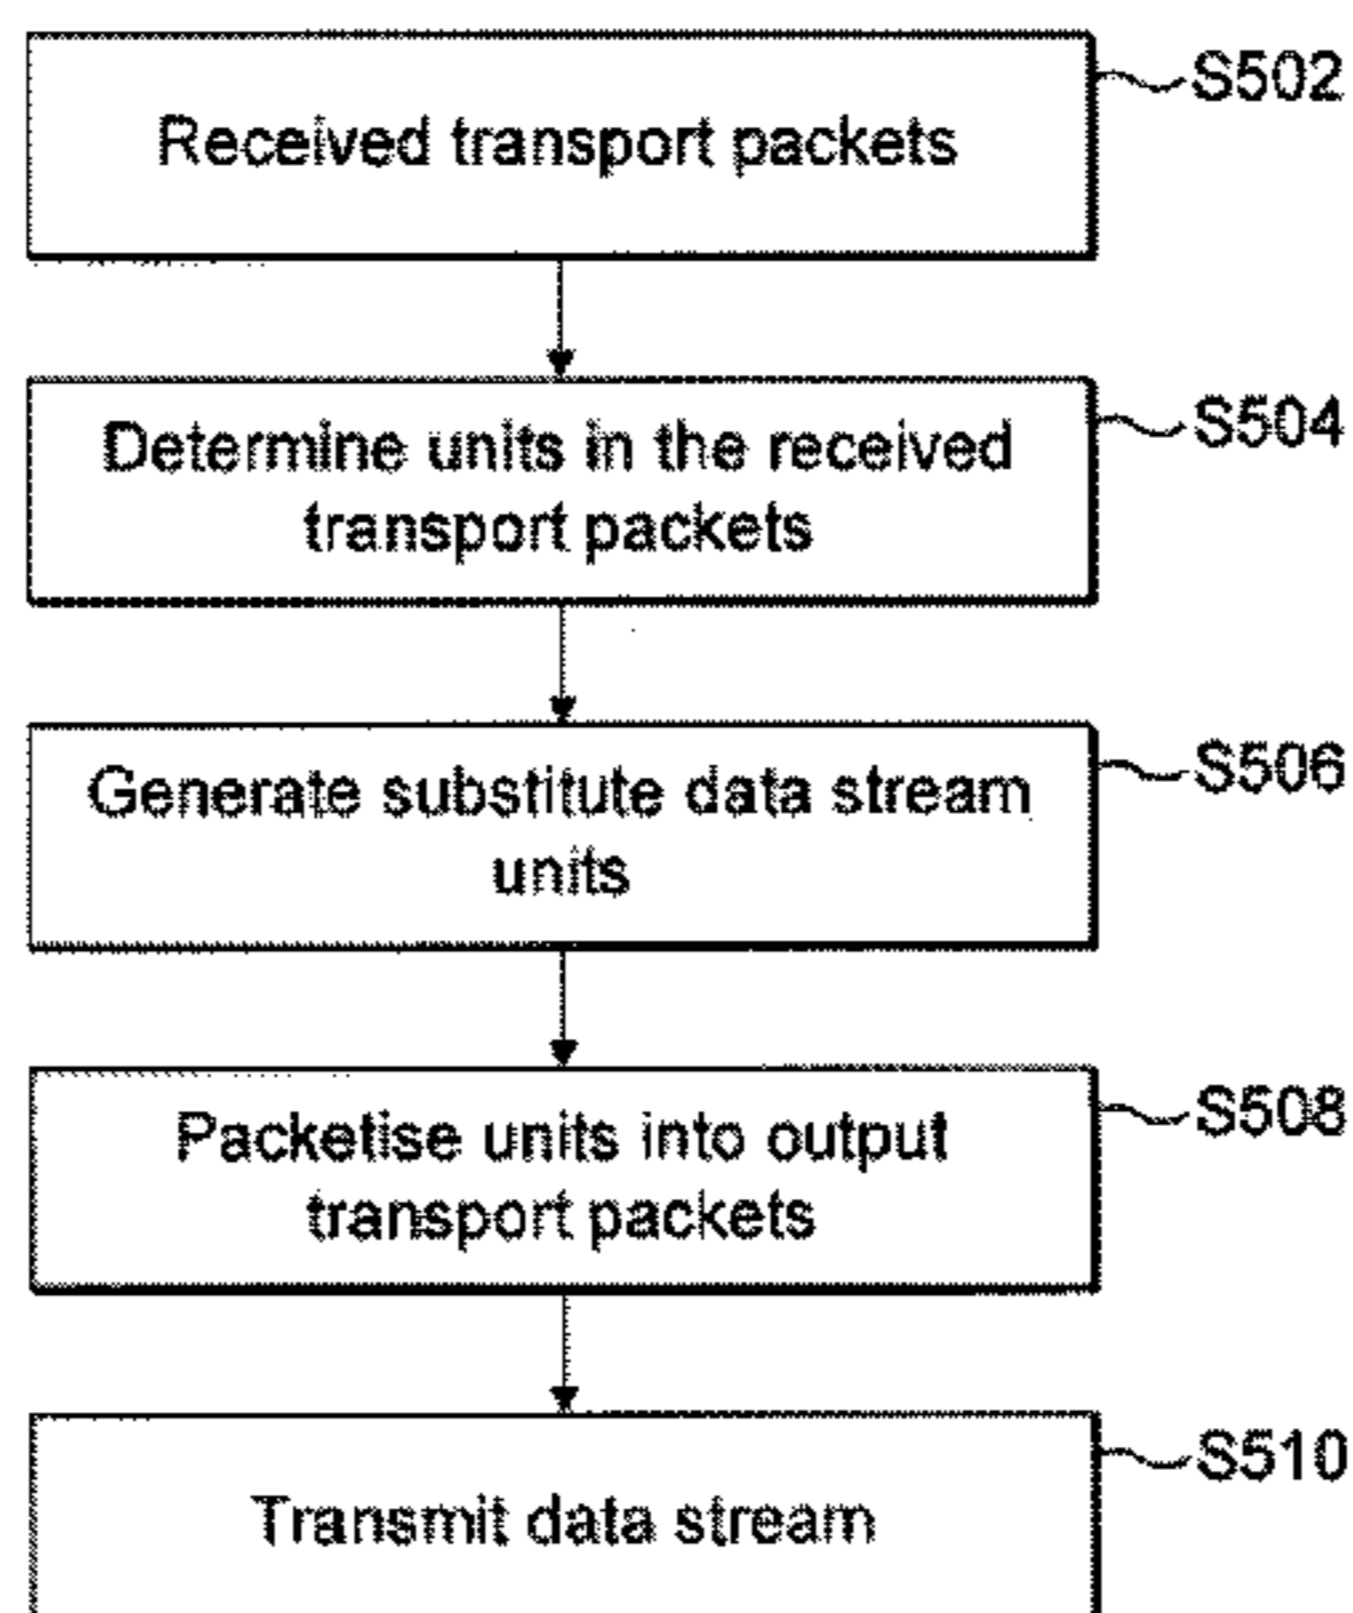 Received transport packets
S502
Determine units in the received
transport packets
S504
Generate substitute data stream
units
S506
Packetise units into output
transport packets
S508
Transmit data stream
S510